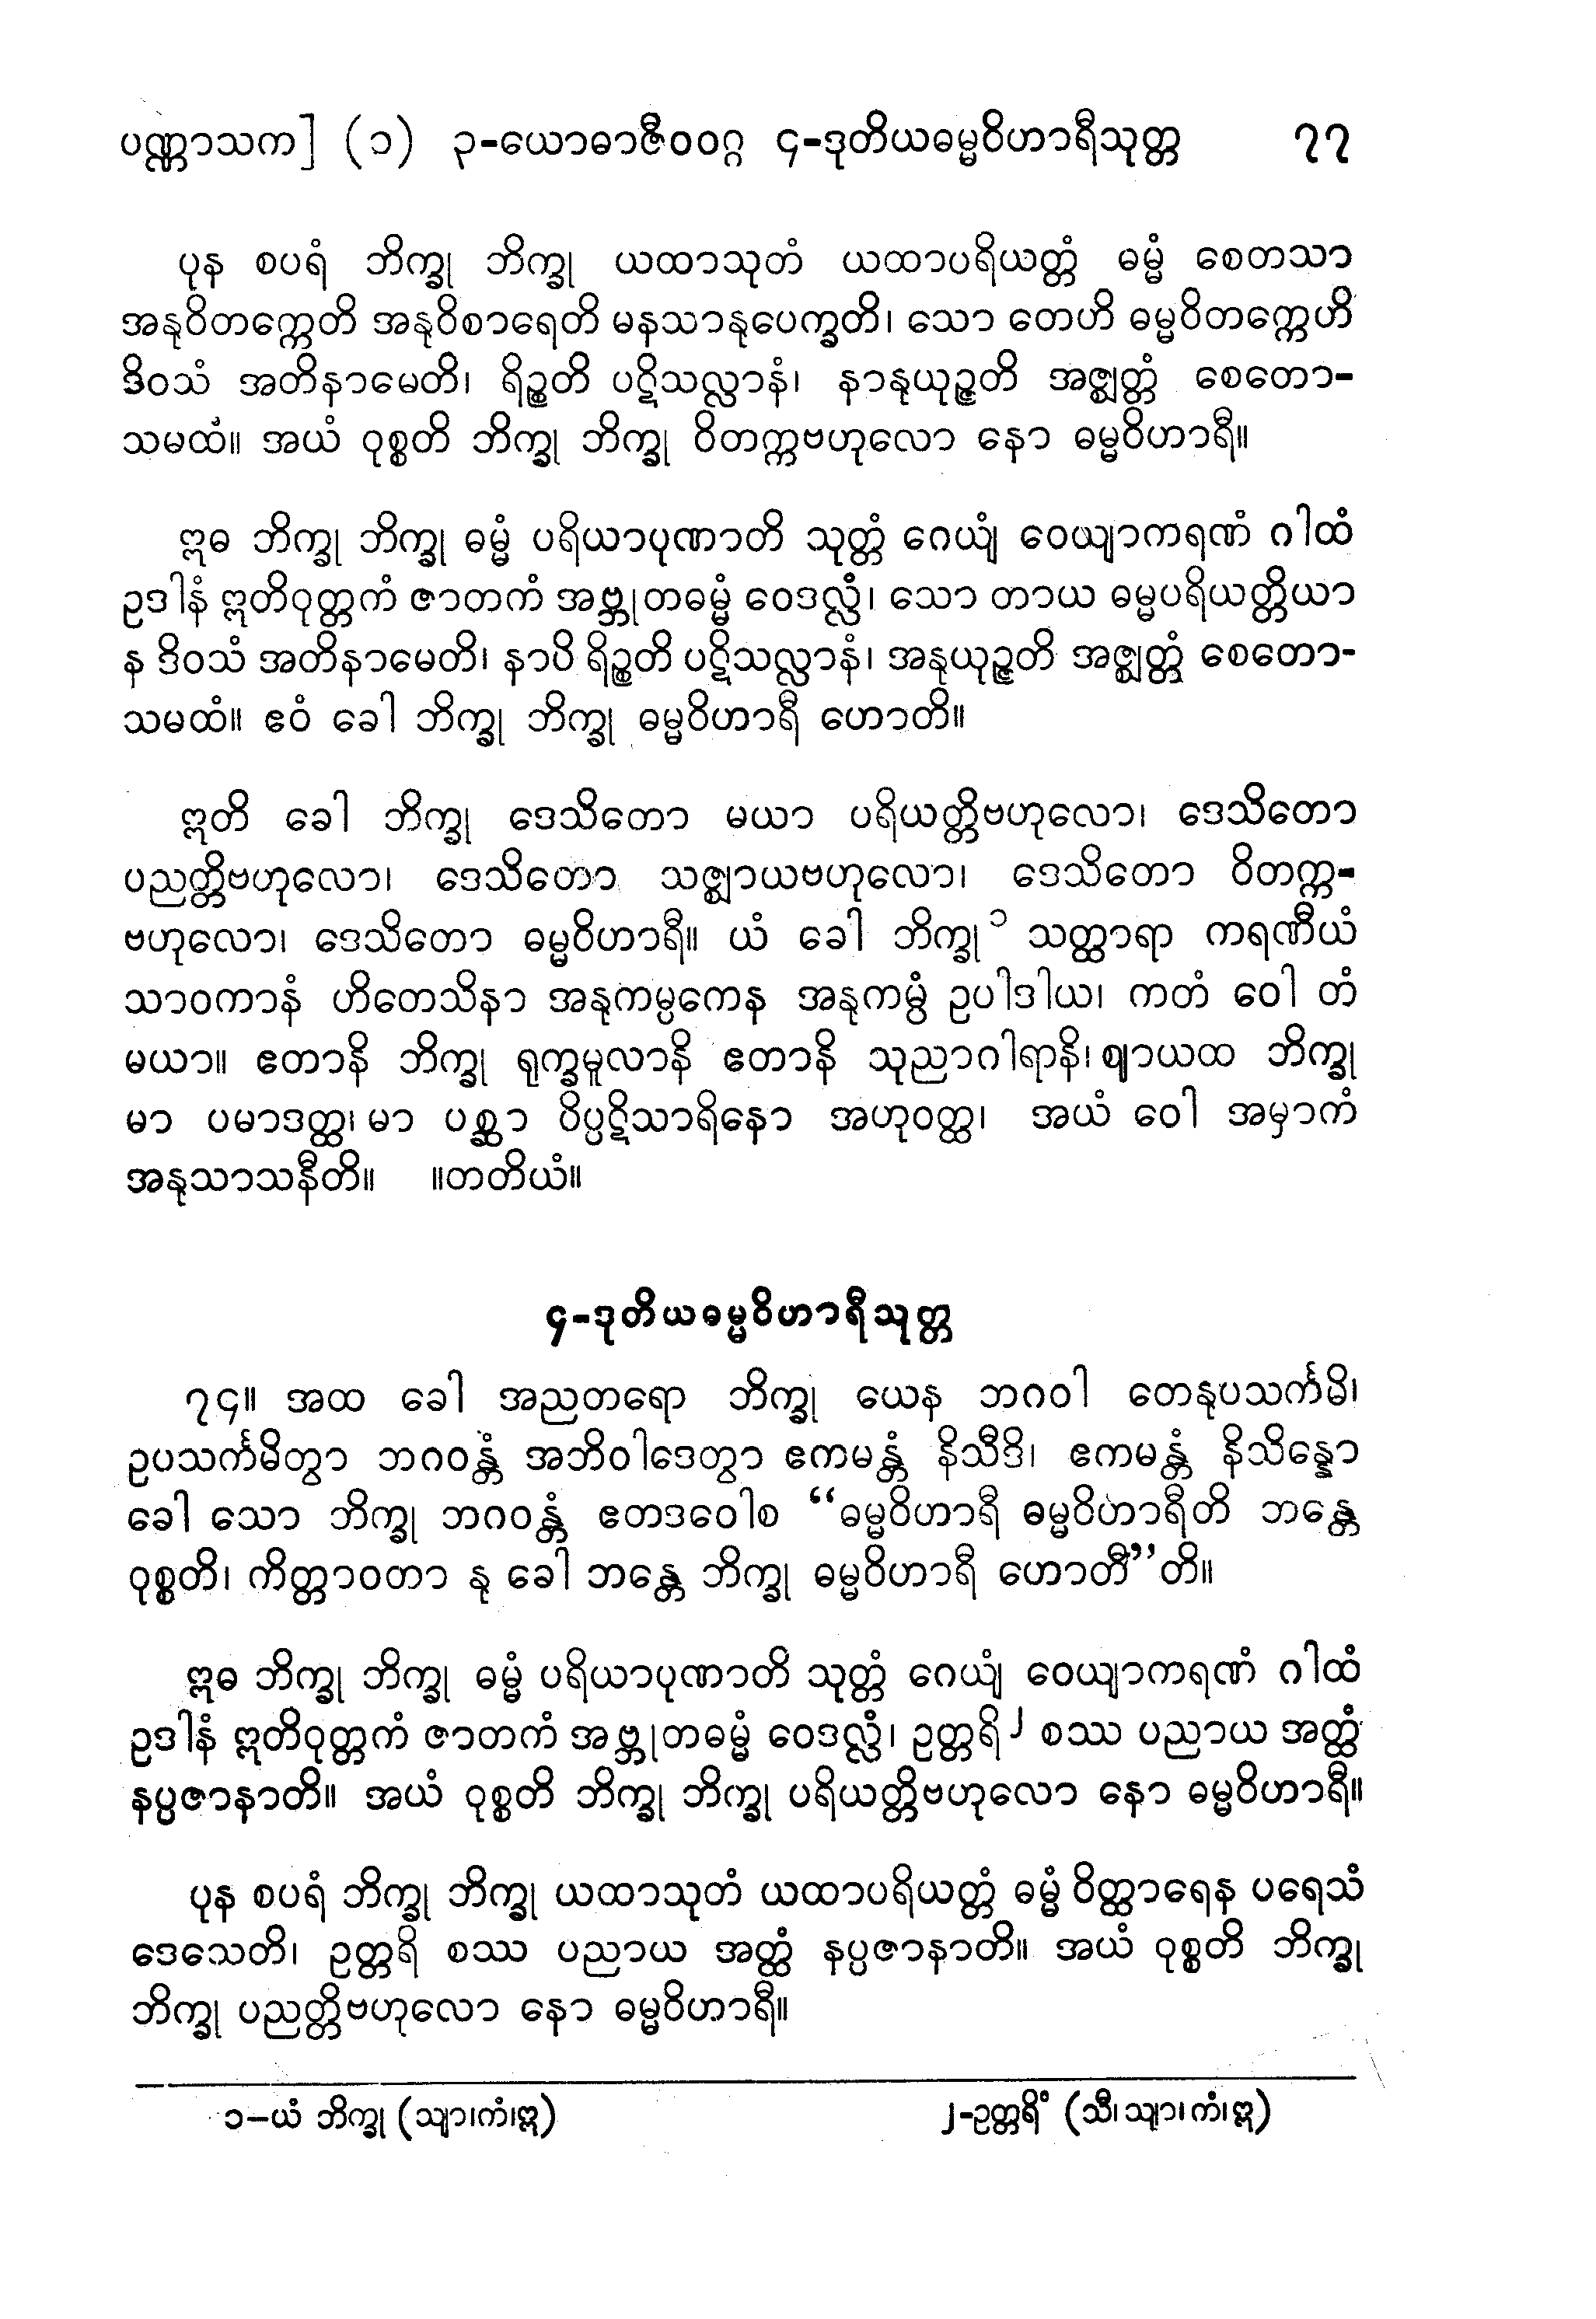 ပဏ္ဏာသက] (၁) ၃-ယောဓာဇီဝဝဂ္ဂ ၄-ဒုတိယဓမ္မဝိဟာရီသုတ္တ ၇၇
ပုန စပရံ ဘိက္ခု ဘိက္ခု ယထာသုတံ ယထာပရိယတ္တံ ဓမ္မံ စေတသာ
အနုဝိတက္ကေတိ အနုဝိစာရေတိ မနသာနုပေက္ခတိ၊ သော တေဟိ ဓမ္မဝိတက္ကေဟိ
ဒိဝသံ အတိနာမေတိ၊ ရိဉ္စတိ ပဋိသလ္လာနံ၊ နာနုယုဉ္ဇတိ အဇ္ဈတ္တံ စေတော-
သမထံ။ အယံ ဝုစ္စတိ ဘိက္ခု ဘိက္ခု ဝိတက္ကဗဟုလော နော ဓမ္မဝိဟာရီ။
ဣဓ ဘိက္ခု ဘိက္ခု ဓမ္မံ ပရိယာပုဏာတိ သုတ္တံ ဂေယျံ ဝေယျာကရဏံ ဂါထံ
ဥဒါနံ ဣတိဝုတ္တကံ ဇာတကံ အဗ္ဘုတဓမ္မံ ဝေဒလ္လံ၊ သော တာယ ဓမ္မပရိယတ္တိယာ
န ဒိဝသံ အတိနာမေတိ၊ နာပိ ရိဉ္စတိ ပဋိသလ္လာနံ၊ အနုယုဉ္ဇတိ အဇ္ဈတ္တံ စေတော-
သမထံ။ ဧဝံ ခေါ ဘိက္ခု ဘိက္ခု ဓမ္မဝိဟာရီ ဟောတိ။
ဣတိ ခေါ ဘိက္ခု ဒေသိတော မယာ ပရိယတ္တိဗဟုလော၊ ဒေသိတော
ပညတ္တိဗဟုလော၊ ဒေသိတော သဇ္ဈာယဗဟုလော၊ ဒေသိတော ဝိတက္က-
ဗဟုလော၊ ဒေသိတော ဓမ္မဝိဟာရီ။ ယံ ခေါ ဘိက္ခု ၁ သတ္ထာရာ ကရဏီယံ
သာဝကာနံ ဟိတေသိနာ အနုကမ္ပကေန အနုကမ္ပံ ဥပါဒါယ၊ ကတံ ဝေါ တံ
မယာ။ ဧတာနိ ဘိက္ခု ရုက္ခမူလာနိ ဧတာနိ သုညာဂါရာနိ၊ ဈာယထ ဘိက္ခု
မာ ပမာဒတ္ထ၊ မာ ပစ္ဆာ ဝိပ္ပဋိသာရိနော အဟုဝတ္ထ၊ အယံ ဝေါ အမှာကံ
အနုသာသနီတိ။ ။တတိယံ။
၄-ဒုတိယဓမ္မဝိဟာရီသုတ္တ
၇၄။ အထ ခေါ အညတရော ဘိက္ခု ယေန ဘဂဝါ တေနုပသင်္ကမိ၊
ဥပသင်္ကမိတွာ ဘဂဝန္တံ အဘိဝါဒေတွာ ဧကမန္တံ နိသီဒိ၊ ဧကမန္တံ နိသိန္နော
ခေါ သော ဘိက္ခု ဘဂဝန္တံ ဧတဒဝေါစ “ဓမ္မဝိဟာရီ ဓမ္မဝိဟာရီတိ ဘန္တေ
ဝုစ္စတိ၊ ကိတ္တာဝတာ နု ခေါ ဘန္တေ ဘိက္ခု ဓမ္မဝိဟာရီ ဟောတီ”တိ။
ဣဓ ဘိက္ခု ဘိက္ခု ဓမ္မံ ပရိယာပုဏာတိ သုတ္တံ ဂေယျံ ဝေယျာကရဏံ ဂါထံ
ဥဒါနံ ဣတိဝုတ္တကံ ဇာတကံ အဗ္ဘုတဓမ္မံ ဝေဒလ္လံ၊ ဥတ္တရိ ၂ စဿ ပညာယ အတ္ထံ
နပ္ပဇာနာတိ။ အယံ ဝုစ္စတိ ဘိက္ခု ဘိက္ခု ပရိယတ္တိဗဟုလော နော ဓမ္မဝိဟာရီ။
ပုန စပရံ ဘိက္ခု ဘိက္ခု ယထာသုတံ ယထာပရိယတ္တံ ဓမ္မံ ဝိတ္ထာရေန ပရေသံ
ဒေသေတိ၊ ဥတ္တရိ စဿ ပညာယ အတ္ထံ နပ္ပဇာနာတိ။ အယံ ဝုစ္စတိ ဘိက္ခု
ဘိက္ခု ပညတ္တိဗဟုလော နော ဓမ္မဝိဟာရီ။
၁-ယံ ဘိက္ခု (သျာ၊ကံ၊ဣ) ၂-ဥတ္တရိံ (သီ၊သျာ၊ကံ၊ဣ)